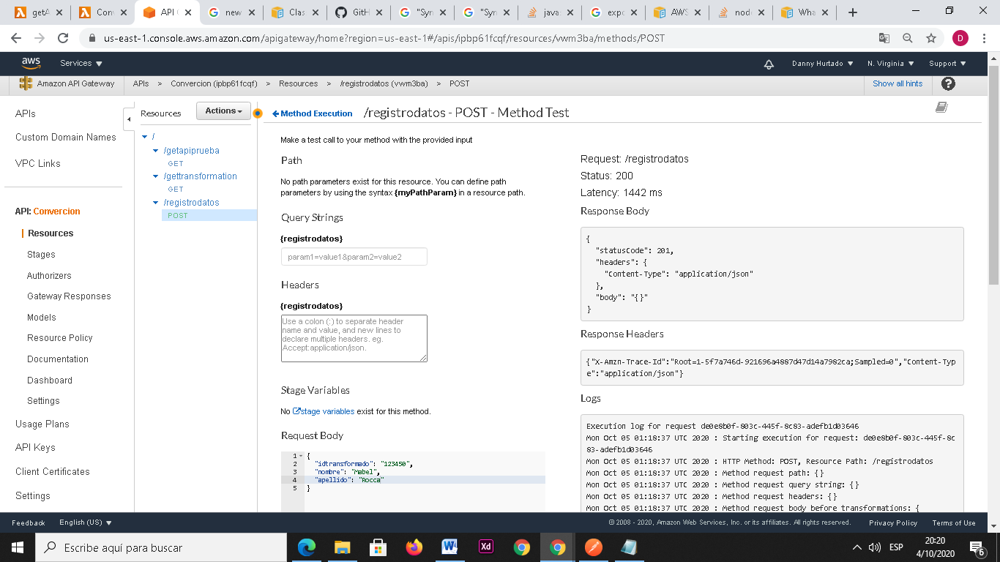 getA
Conv
API G
new
Clas
GitH
"Syn
"Syn
javas
expo
AWS
node
Wha
us-east-1.console.aws.amazon.com/apigateway/home?region=us-east-1#/apis/ipbp61fcqf/resources/vwm3ba/methods/POST
D
aws
Services
Danny Hurtado
N. Virginia
Support
Amazon API Gateway
APIs > Convercion (ipbp61fcqf) > Resources > /registrodatos (vwm3ba) > POST
Show all hints
?
APIs
Custom Domain Names
VPC Links
API: Convercion
Resources
Stages
Authorizers
Gateway Responses
Models
Resource Policy
Documentation
Dashboard
Settings
Usage Plans
API Keys
Client Certificates
Settings
Resources
Actions
/
/getapiprueba
GET
/gettransformation
GET
/registrodatos
POST
Method Execution /registrodatos - POST - Method Test
Make a test call to your method with the provided input
Path
No path parameters exist for this resource. You can define path
parameters by using the syntax {myPathParam} in a resource path.
Query Strings
{registrodatos}
param1=value1&param2=value2
Headers
{registrodatos}
Use a colon (:) to separate header
name and value, and new lines to
declare multiple headers. eg.
Accept:application/json.
Stage Variables
No stage variables exist for this method.
Request Body
1 {
2 "idtransformado": "123450",
3 "nombre": "Mabel",
4 "apellido": "Rocca"
5 }
Request: /registrodatos
Status: 200
Latency: 1442 ms
Response Body
{
"statusCode": 201,
"headers": {
"Content-Type": "application/json"
},
"body": "{}"
}
Response Headers
{"X-Amzn-Trace-Id":"Root=1-5f7a746d-921696a4887d47d14a7982ca;Sampled=0","Content-Typ
e":"application/json"}
Logs
Execution log for request de0e8b0f-803c-445f-8c83-adefb1d03646
Mon Oct 05 01:18:37 UTC 2020 : Starting execution for request: de0e8b0f-803c-445f-8c
83-adefb1d03646
Mon Oct 05 01:18:37 UTC 2020 : HTTP Method: POST, Resource Path: /registrodatos
Mon Oct 05 01:18:37 UTC 2020 : Method request path: {}
Mon Oct 05 01:18:37 UTC 2020 : Method request query string: {}
Mon Oct 05 01:18:37 UTC 2020 : Method request headers: {}
Mon Oct 05 01:18:37 UTC 2020 : Method request body before transformations: {
Feedback
English (US)
© 2008 - 2020, Amazon Web Services, Inc. or its affiliates. All rights reserved.
Privacy Policy
Terms of Use
Escribe aquí para buscar
W
Xd
ESP
20:20
4/10/2020
6